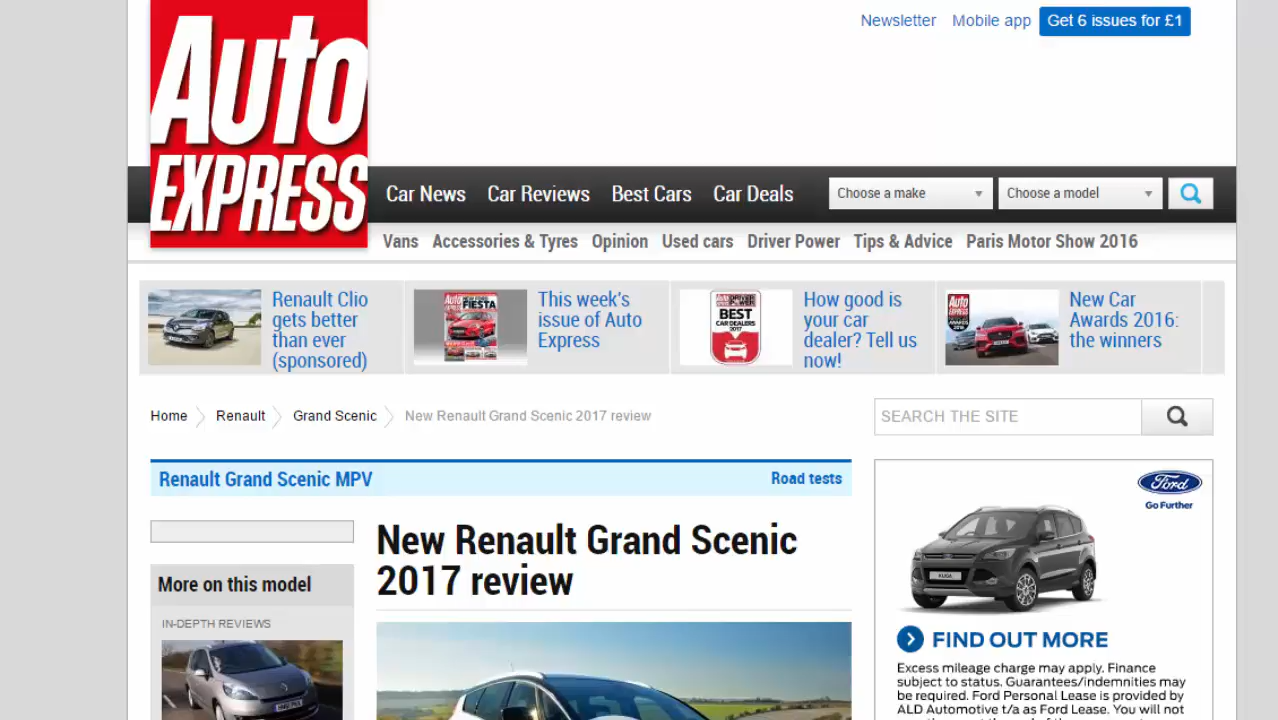 Newsletter Mobile app Get 6 issues for £1
Auto
EXPRESS
Car News Car Reviews Best Cars Car Deals Choose a make Choose a model
Vans Accessories & Tyres Opinion Used cars Driver Power Tips & Advice Paris Motor Show 2016
Renault Clio
gets better
than ever
(sponsored)
This week's
issue of Auto
Express
How good is
your car
dealer? Tell us
now!
New Car
Awards 2016:
the winners
FIESTA
BEST
CAR DEALERS
2017
Home Renault Grand Scenic New Renault Grand Scenic 2017 review
SEARCH THE SITE
Renault Grand Scenic MPV Road tests
Ford
Go Further
New Renault Grand Scenic
2017 review
More on this model
IN-DEPTH REVIEWS
KUGA
FIND OUT MORE
Excess mileage charge may apply. Finance
subject to status. Guarantees/indemnities may
be required. Ford Personal Lease is provided by
ALD Automotive t/a as Ford Lease. You will not